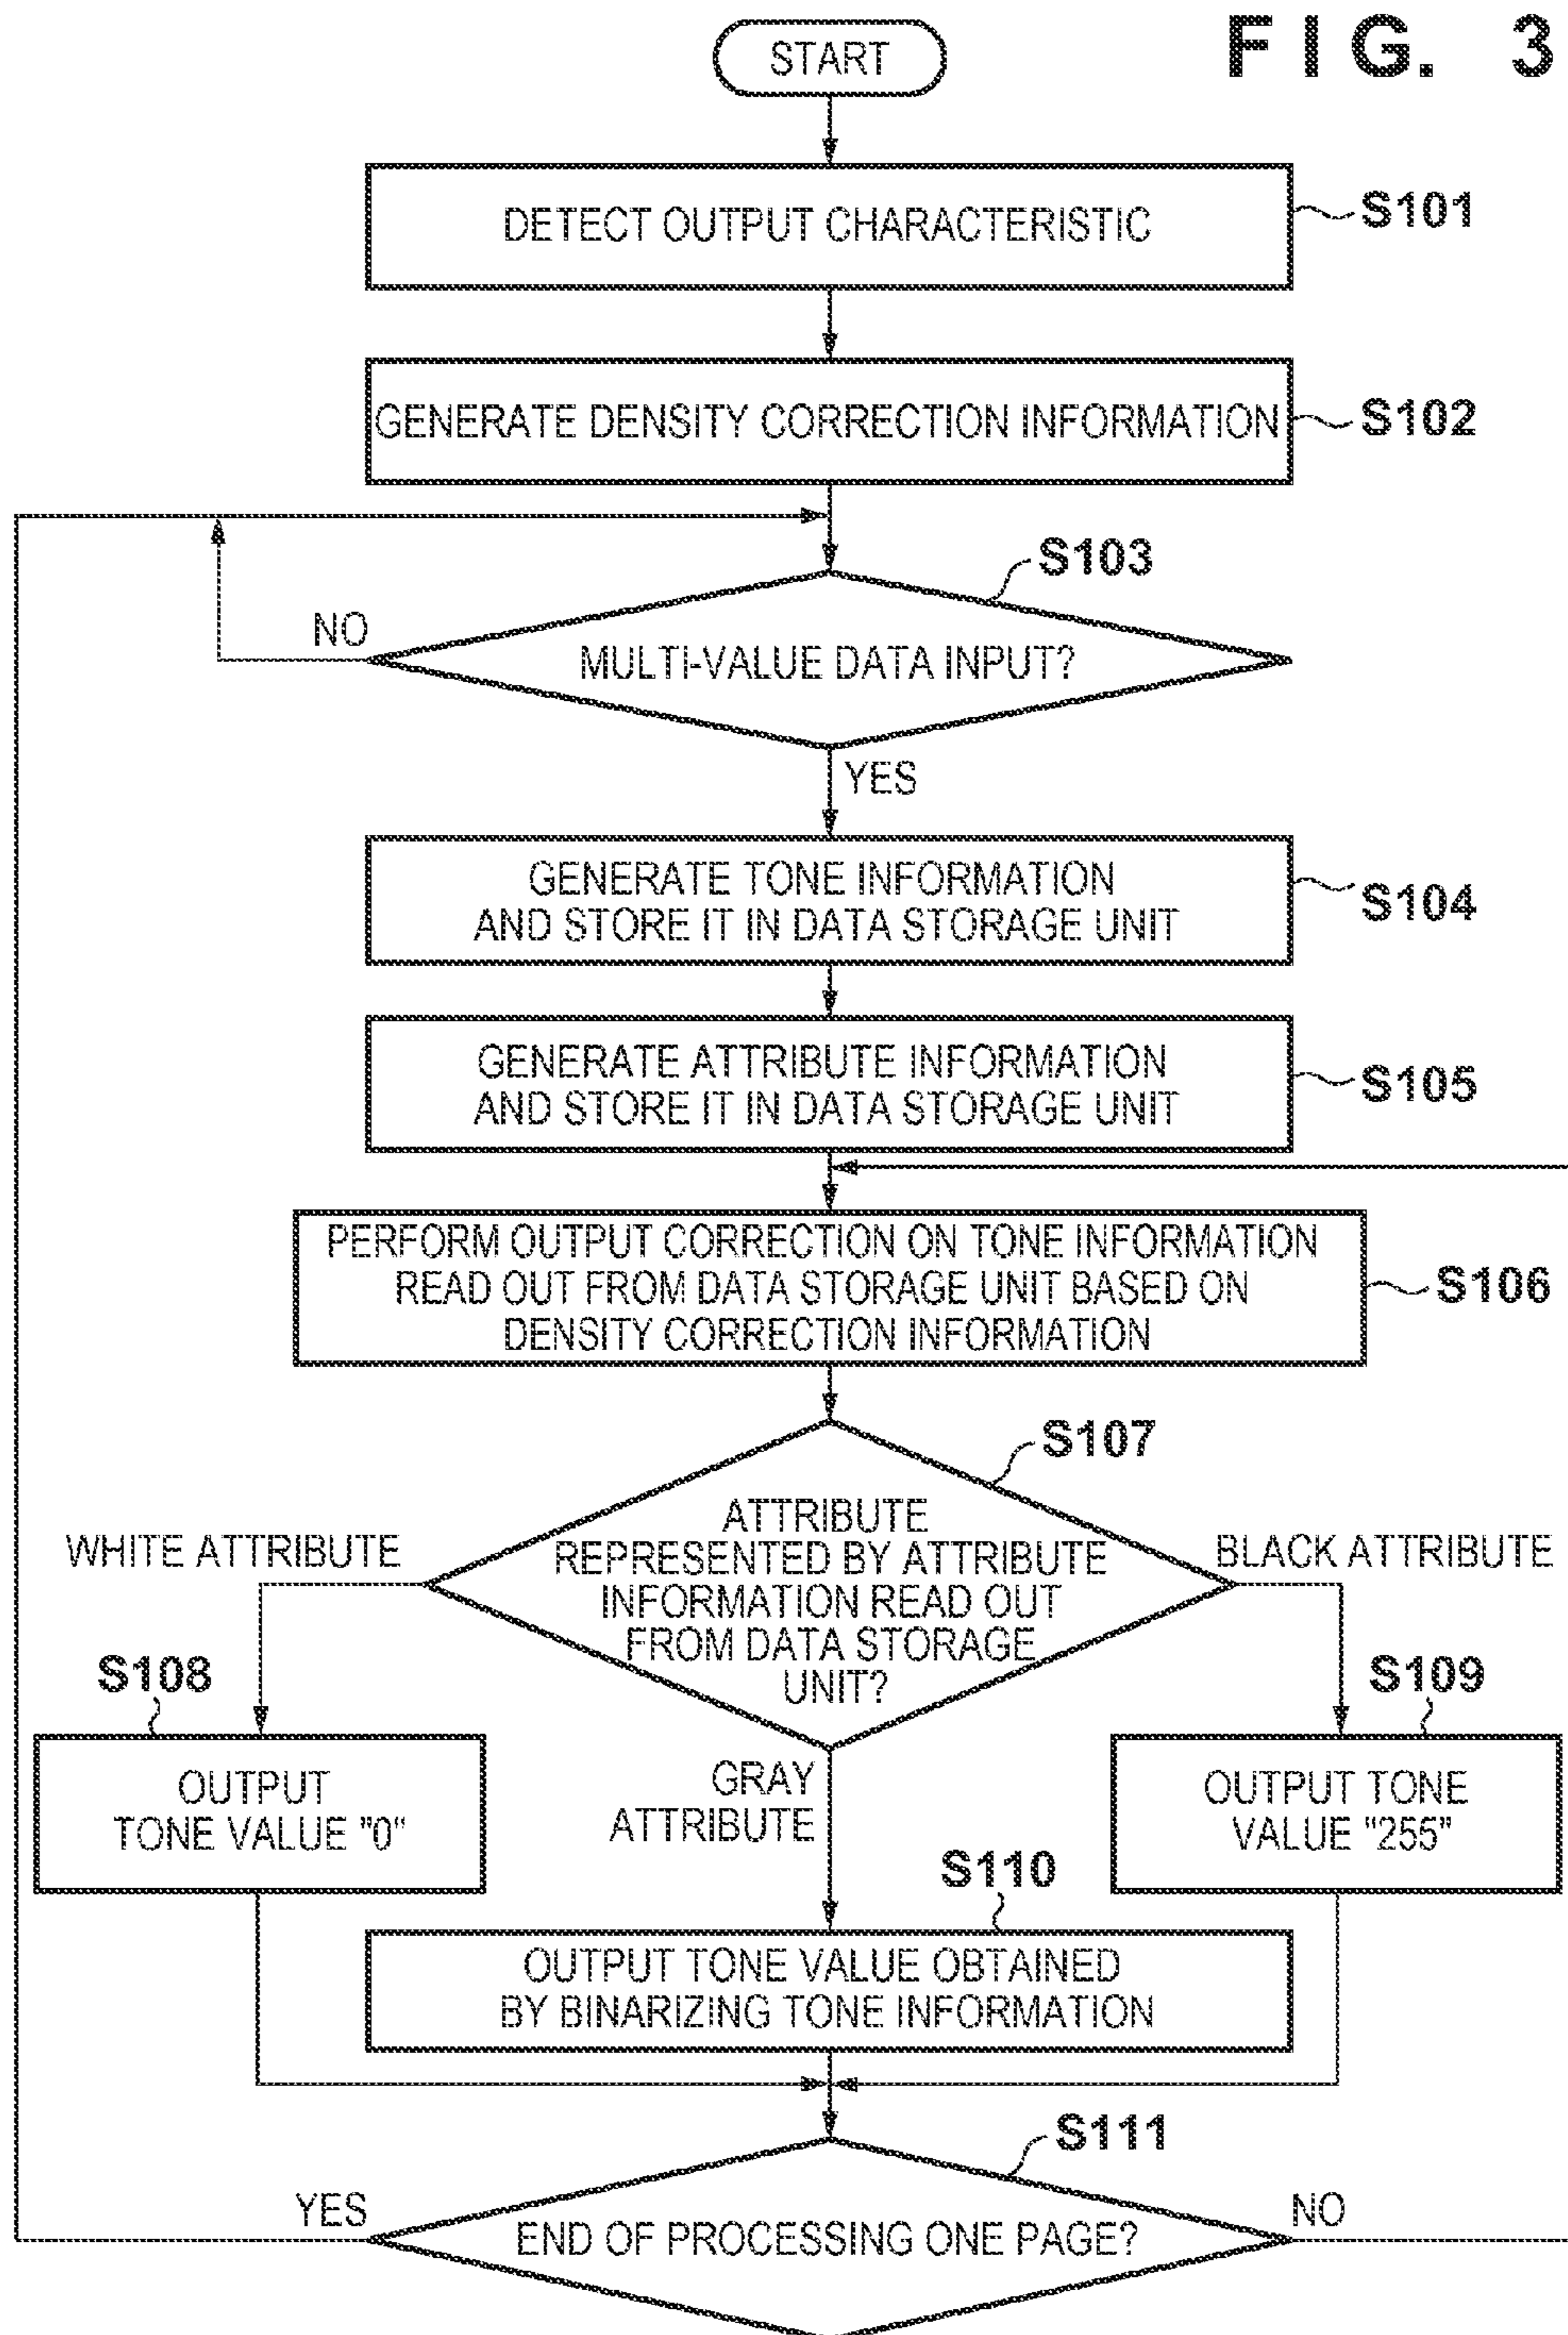 FIG. 3
START
DETECT OUTPUT CHARACTERISTIC
S101
GENERATE DENSITY CORRECTION INFORMATION
S102
S103
NO
MULTI-VALUE DATA INPUT?
YES
GENERATE TONE INFORMATION
AND STORE IT IN DATA STORAGE UNIT
S104
GENERATE ATTRIBUTE INFORMATION
AND STORE IT IN DATA STORAGE UNIT
S105
PERFORM OUTPUT CORRECTION ON TONE INFORMATION
READ OUT FROM DATA STORAGE UNIT BASED ON
DENSITY CORRECTION INFORMATION
S106
S107
ATTRIBUTE
REPRESENTED BY ATTRIBUTE
INFORMATION READ OUT
FROM DATA STORAGE
UNIT?
WHITE ATTRIBUTE
BLACK ATTRIBUTE
S108
OUTPUT
TONE VALUE "0"
GRAY
ATTRIBUTE
S109
OUTPUT TONE
VALUE "255"
S110
OUTPUT TONE VALUE OBTAINED
BY BINARIZING TONE INFORMATION
S111
YES
END OF PROCESSING ONE PAGE?
NO